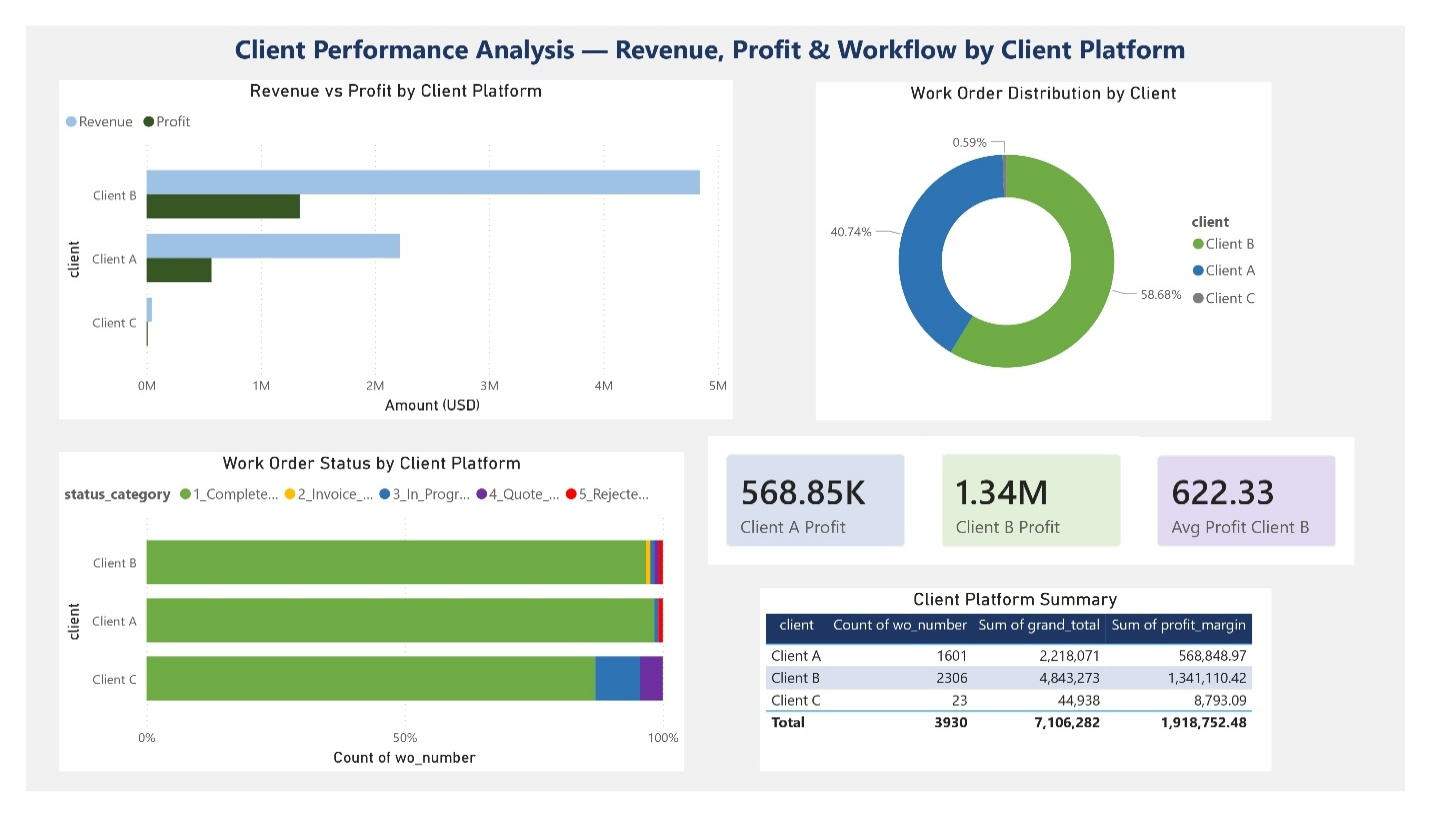 Client Performance Analysis — Revenue, Profit & Workflow by Client Platform
Revenue vs Profit by Client Platform
Revenue Profit
client
Client B
Client A
Client C
0M 1M 2M 3M 4M 5M
Amount (USD)
Work Order Distribution by Client
0.59%
40.74%
58.68%
client
Client B
Client A
Client C
Work Order Status by Client Platform
status_category 1_Complete... 2_Invoice_... 3_In_Progr... 4_Quote_... 5_Rejecte...
client
Client B
Client A
Client C
0% 50% 100%
Count of wo_number
568.85K
Client A Profit
1.34M
Client B Profit
622.33
Avg Profit Client B
Client Platform Summary
client Count of wo_number Sum of grand_total Sum of profit_margin
Client A 1601 2,218,071 568,848.97
Client B 2306 4,843,273 1,341,110.42
Client C 23 44,938 8,793.09
Total 3930 7,106,282 1,918,752.48